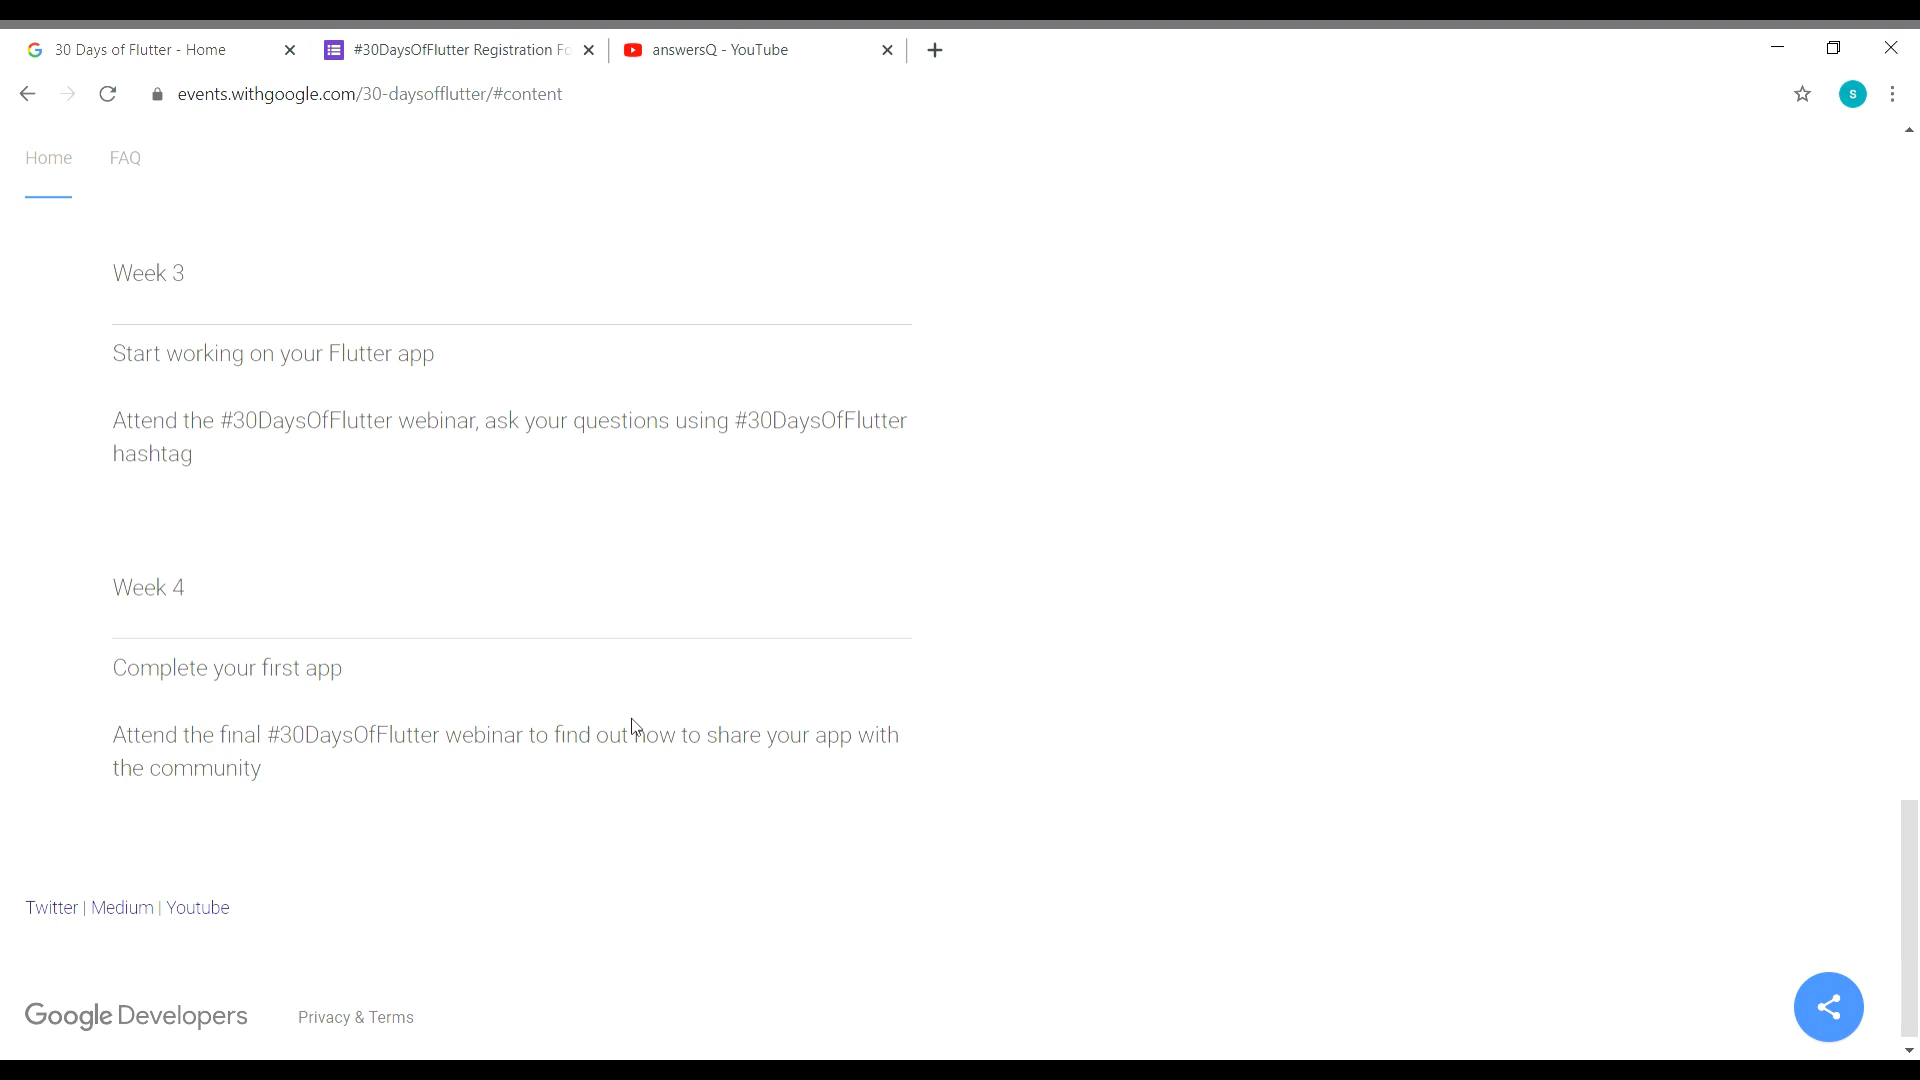 30 Days of Flutter - Home
#30DaysOfFlutter Registration Fo
answersQ - YouTube
events.withgoogle.com/30-daysofflutter/#content
S
Home
FAQ
Week 3
Start working on your Flutter app
Attend the #30DaysOfFlutter webinar, ask your questions using #30DaysOfFlutter
hashtag
Week 4
Complete your first app
Attend the final #30DaysOfFlutter webinar to find out how to share your app with
the community
Twitter | Medium | Youtube
Google Developers
Privacy & Terms